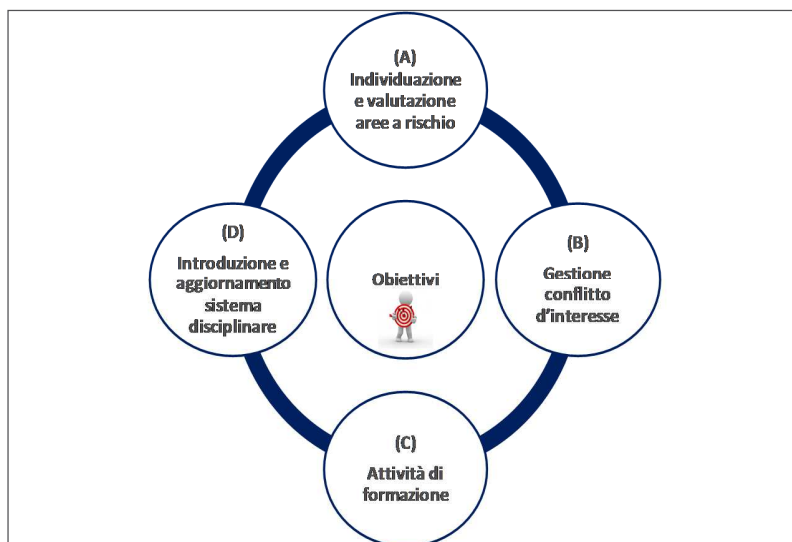 (A)
Individuazione
e valutazione
aree a rischio
(D)
Introduzione e
aggiornamento
sistema
disciplinare
Obiettivi
(B)
Gestione
conflitto
d'interesse
(C)
Attività di
formazione